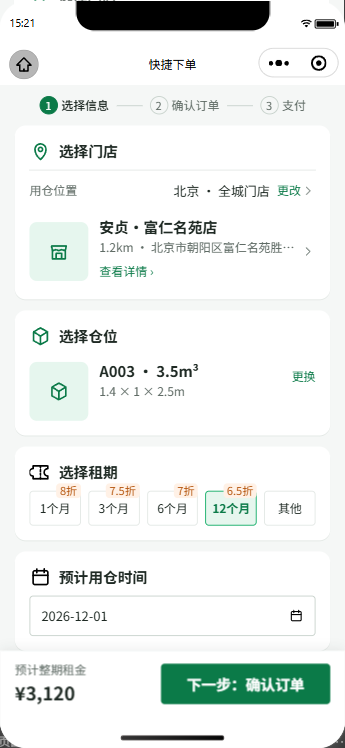 15:21
快捷下单
1 选择信息 2 确认订单 3 支付
选择门店
用仓位置 北京 · 全城门店 更改 >
安贞·富仁名苑店
1.2km · 北京市朝阳区富仁名苑胜···
查看详情 ›
选择仓位
A003 · 3.5m³
更换
1.4 × 1 × 2.5m
选择租期
8折 7.5折 7折 6.5折
1个月 3个月 6个月 12个月 其他
预计用仓时间
2026-12-01
预计整期租金
¥3,120
下一步：确认订单